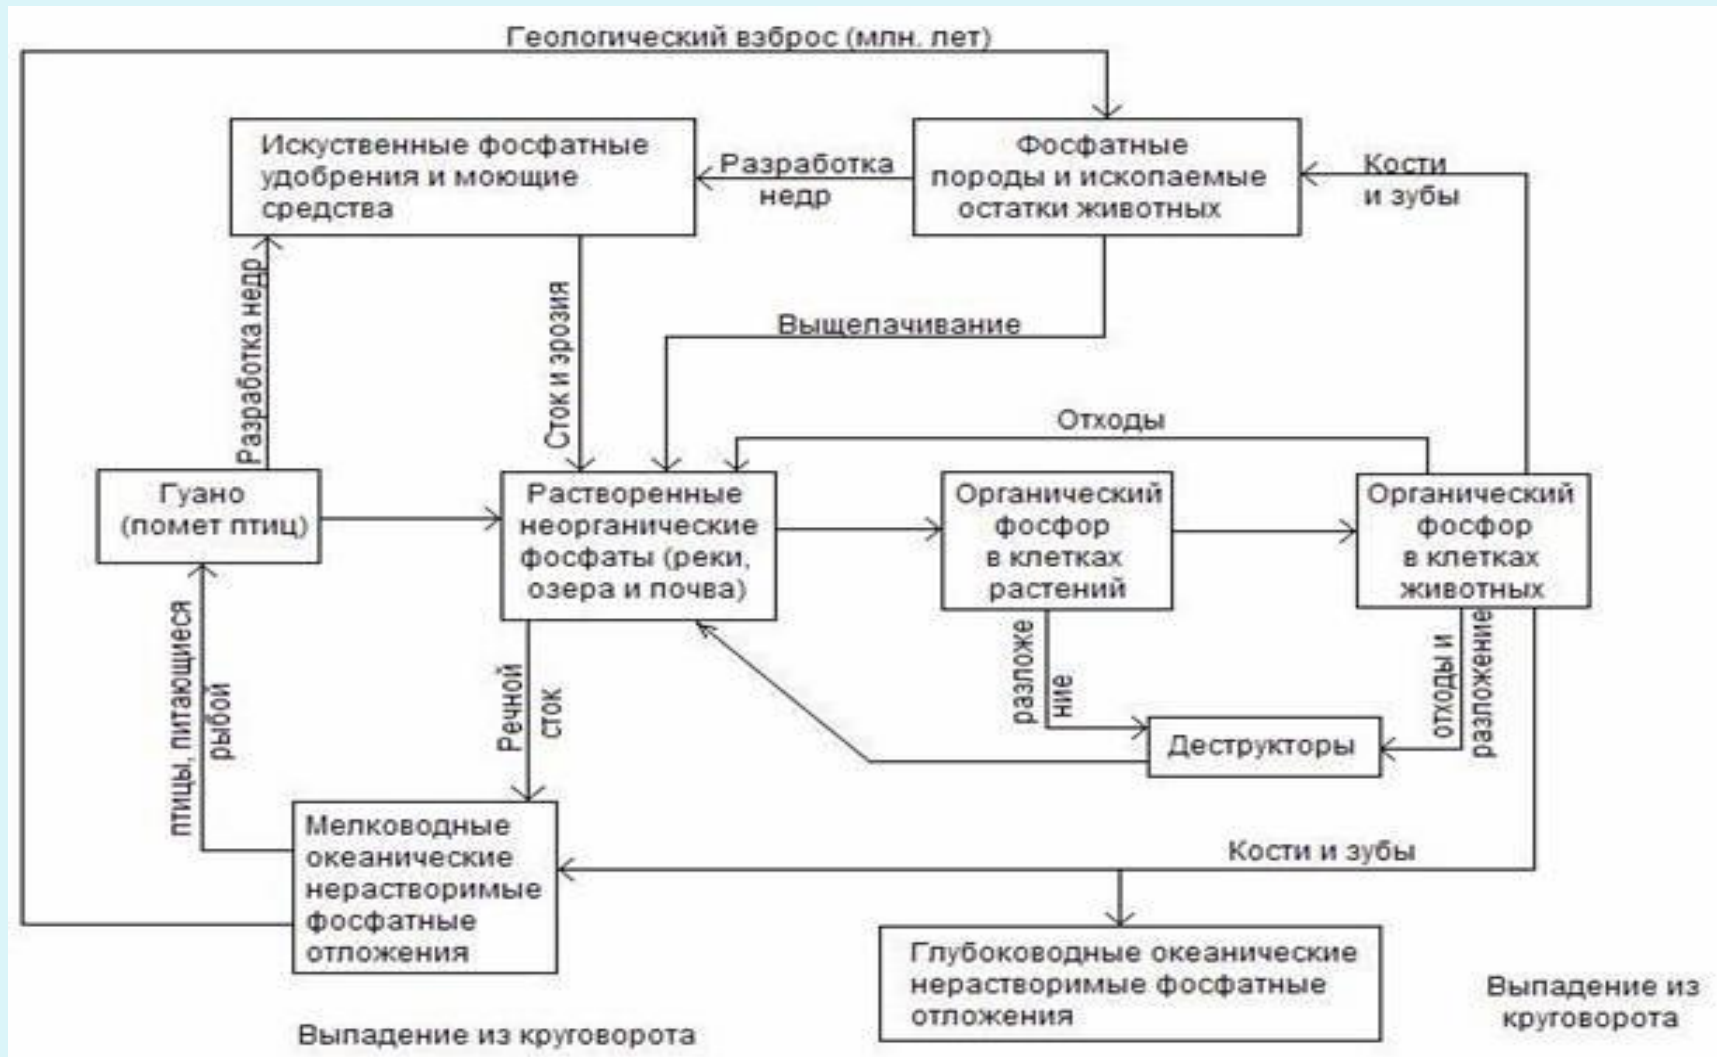 Геологический взброс (млн. лет)
Искуственные фосфатные
удобрения и моющие
средства
Разработка
недр
Фосфатные
породы и ископаемые
остатки животных
Кости
и зубы
Разработка недр
Сток и эрозия
Выщелачивание
Отходы
Гуано
(помет птиц)
Растворенные
неорганические
фосфаты (реки,
озера и почва)
Органический
фосфор
в клетках
растений
Органический
фосфор
в клетках
животных
птицы, питающиеся
рыбой
Речной
сток
разложе
ние
отходы и
разложение
Деструкторы
Мелководные
океанические
нерастворимые
фосфатные
отложения
Кости и зубы
Глубоководные океанические
нерастворимые фосфатные
отложения
Выпадение из
круговорота
Выпадение из круговорота